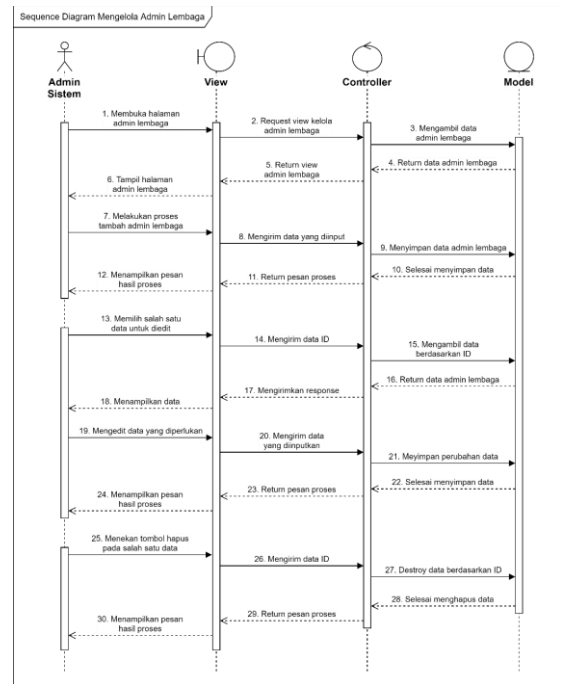 Sequence Diagram Mengelola Admin Lembaga
Admin
Sistem
View
Controller
Model
1. Membuka halaman
admin lembaga
2. Request view kelola
admin lembaga
3. Mengambil data
admin lembaga
4. Return data admin lembaga
5. Return view
admin lembaga
6. Tampil halaman
admin lembaga
7. Melakukan proses
tambah admin lembaga
8. Mengirim data yang diinput
9. Menyimpan data admin lembaga
10. Selesai menyimpan data
11. Return pesan proses
12. Menampilkan pesan
hasil proses
13. Memilih salah satu
data untuk diedit
14. Mengirim data ID
15. Mengambil data
berdasarkan ID
16. Return data admin lembaga
17. Mengirimkan response
18. Menampilkan data
19. Mengedit data yang diperlukan
20. Mengirim data
yang diinputkan
21. Meyimpan perubahan data
22. Selesai menyimpan data
23. Return pesan proses
24. Menampilkan pesan
hasil proses
25. Menekan tombol hapus
pada salah satu data
26. Mengirim data ID
27. Destroy data berdasarkan ID
28. Selesai menghapus data
29. Return pesan proses
30. Menampilkan pesan
hasil proses